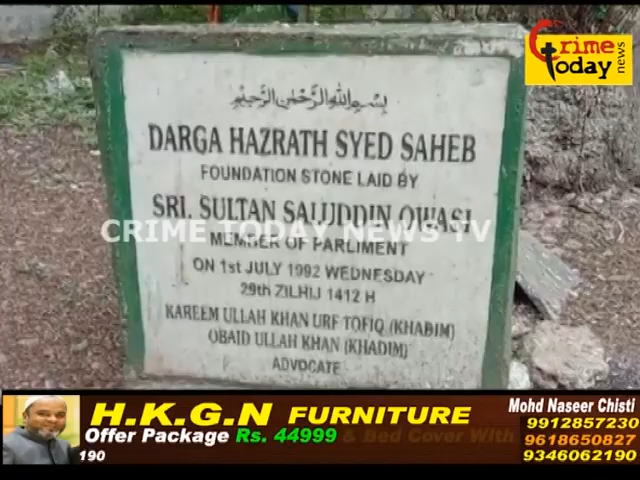 Crime
Today
news
بسم الله الرحمن الرحيم
DARGA HAZRATH SYED SAHEB
FOUNDATION STONE LAID BY
SRI. SULTAN SALUDDIN OWASI
CRIME TODAY NEWS TV
MEMBER OF PARLIMENT
ON 1st JULY 1992 WEDNESDAY
29th ZILHIJ 1412 H
KAREEM ULLAH KHAN URF TOFIQ (KHADIM)
OBAID ULLAH KHAN (KHADIM)
ADVOCATE
H.K.G.N FURNITURE
Offer Package Rs. 44999 & Bed Cover With
190
Mohd Naseer Chisti
9912857230
9618650827
9346062190